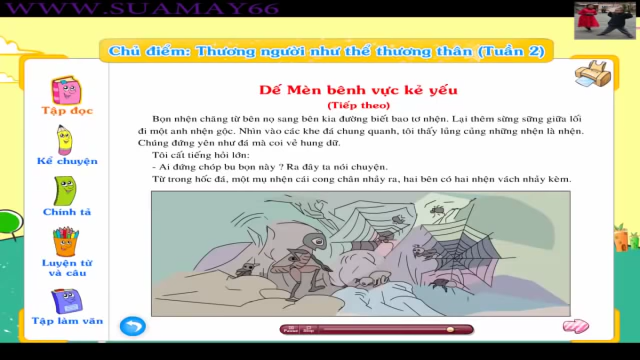 WWW.SUAMAY66
Chủ điểm: Thương người như thể thương thân (Tuần 2)
Dế Mèn bênh vực kẻ yếu
(Tiếp theo)
Bọn nhện chăng từ bên nọ sang bên kia đường biết bao tơ nhện. Lại thêm sừng sững giữa lối
đi một anh nhện gộc. Nhìn vào các khe đá chung quanh, tôi thấy lủng củng những nhện là nhện.
Chúng đứng yên như đá mà coi vẻ hung dữ.
Tôi cất tiếng hỏi lớn:
- Ai đứng chóp bu bọn này ? Ra đây ta nói chuyện.
Từ trong hốc đá, một mụ nhện cái cong chân nhảy ra, hai bên có hai nhện vách nhảy kèm.
Tập đọc
Kể chuyện
Chính tả
Luyện từ
và câu
Tập làm văn
Pause
Stop